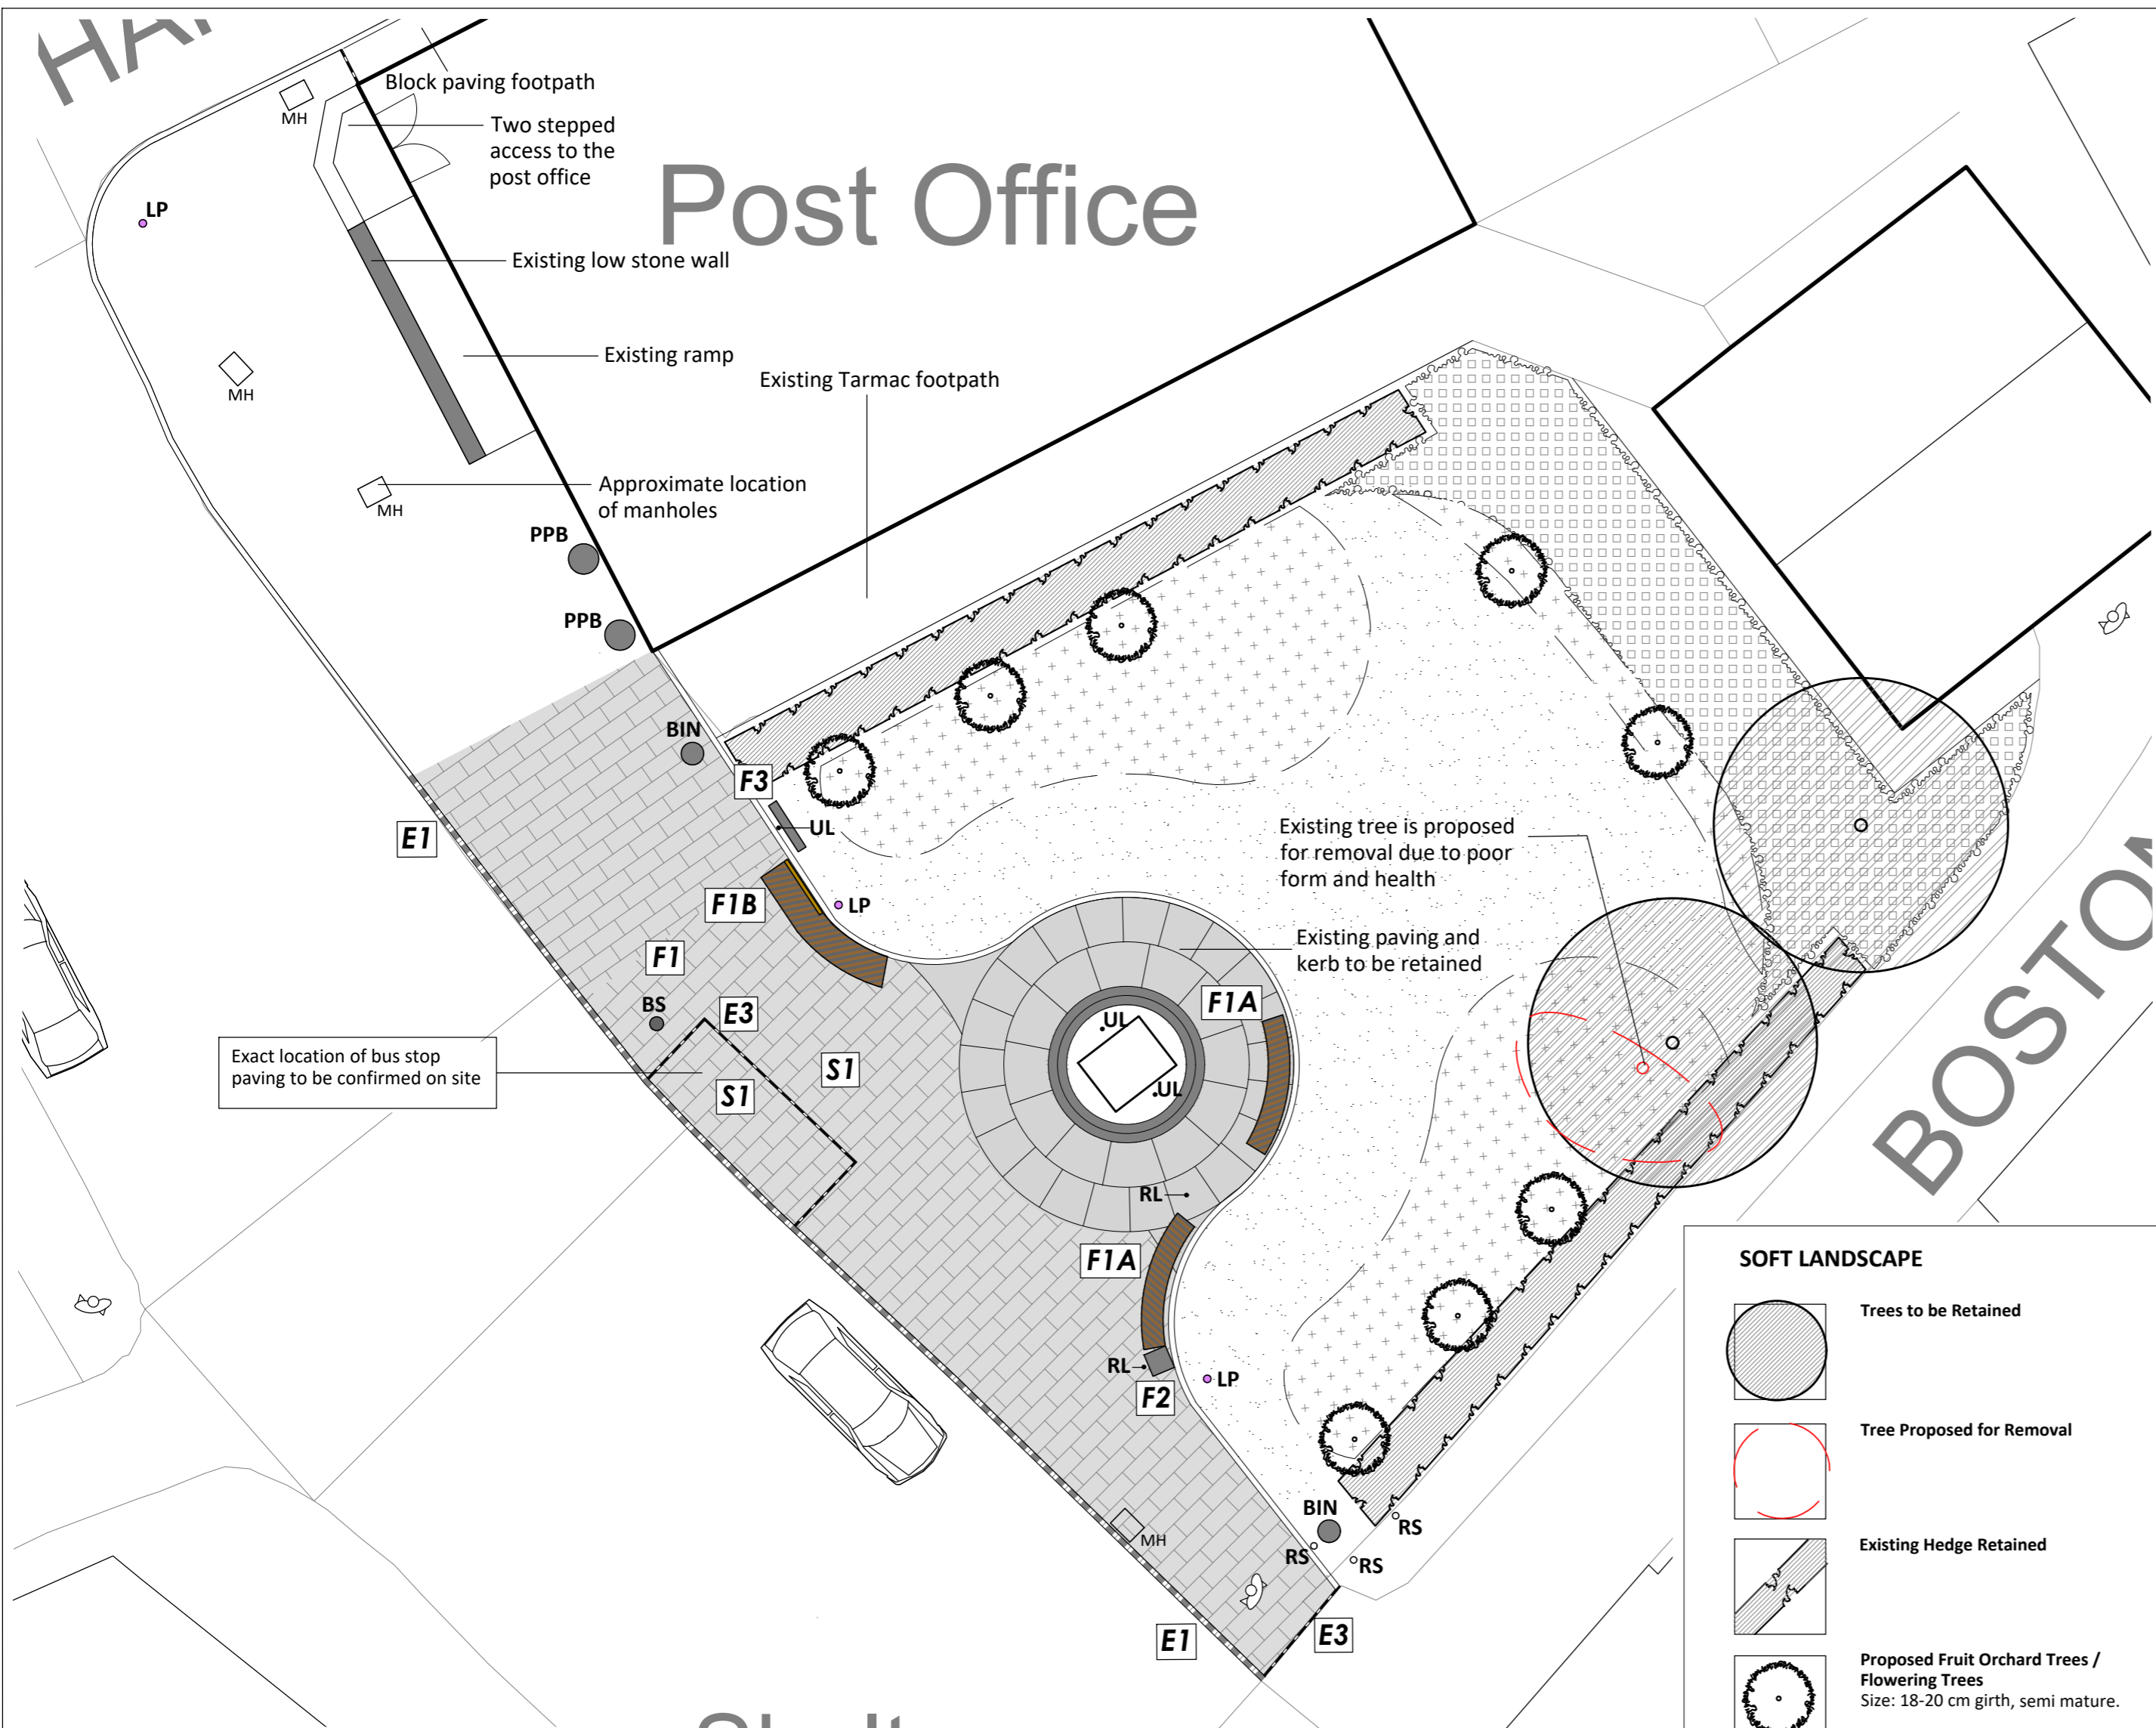 Block paving footpath
MH
Two stepped
access to the
post office
Post Office
LP
Existing low stone wall
Existing ramp
MH
Existing Tarmac footpath
Approximate location
of manholes
MH
PPB
PPB
BIN
F3
UL
E1
Existing tree is proposed
for removal due to poor
form and health
F1B
LP
F1
Existing paving and
kerb to be retained
BS
E3
F1A
UL
Exact location of bus stop
paving to be confirmed on site
S1
S1
UL
RL
F1A
RL
F2
LP
BIN
MH
RS
RS
RS
E1
E3
SOFT LANDSCAPE
Trees to be Retained
Tree Proposed for Removal
Existing Hedge Retained
Proposed Fruit Orchard Trees /
Flowering Trees
Size: 18-20 cm girth, semi mature.